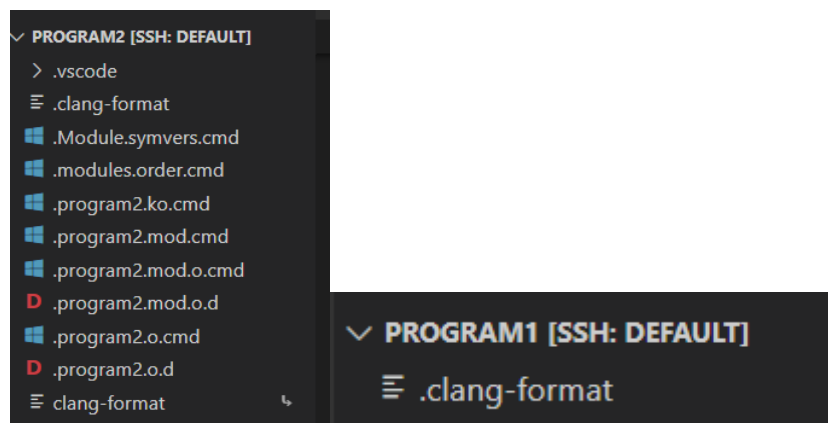 PROGRAM2 [SSH: DEFAULT]
.vscode
.clang-format
.Module.symvers.cmd
.modules.order.cmd
.program2.ko.cmd
.program2.mod.cmd
.program2.mod.o.cmd
D .program2.mod.o.d
.program2.o.cmd
D .program2.o.d
clang-format
PROGRAM1 [SSH: DEFAULT]
.clang-format